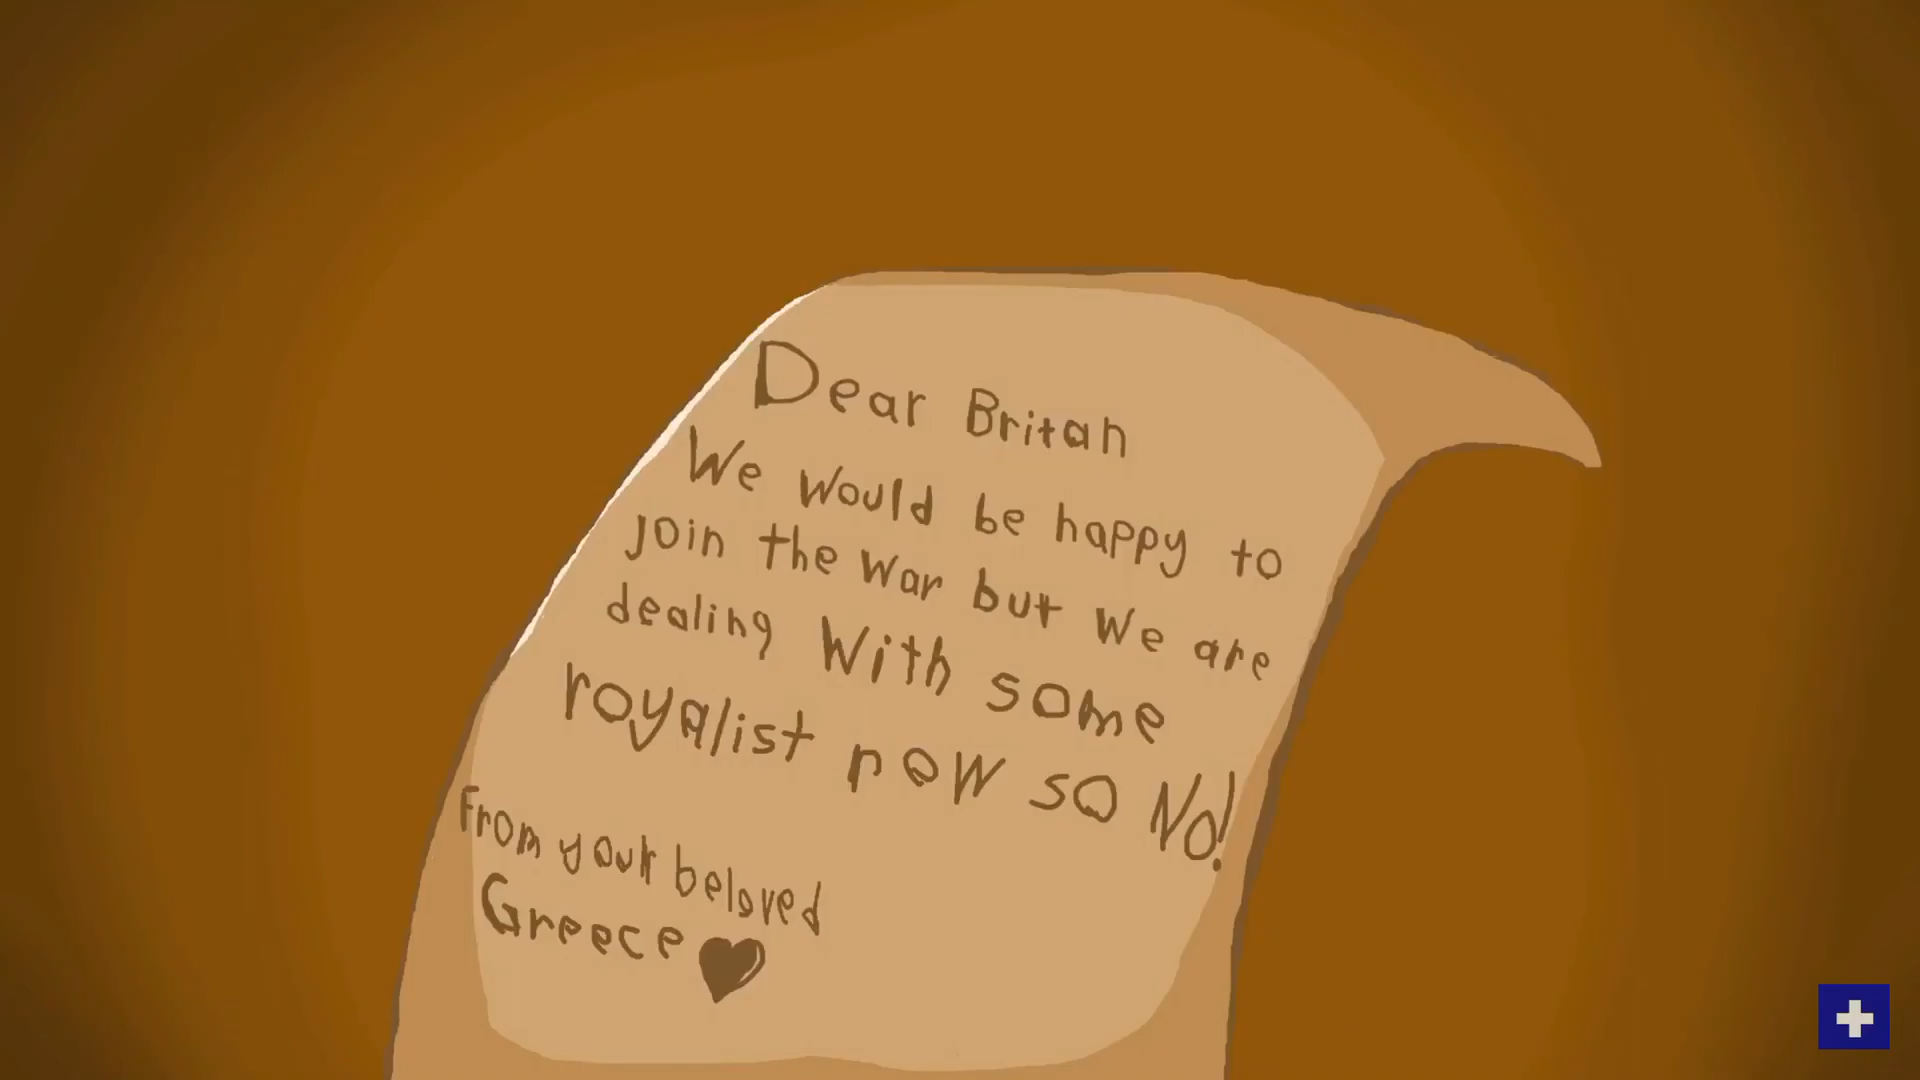 Dear Britan
We would be happy to
join the war but we are
dealing with some
royalist now so NO!
From your beloved
Greece